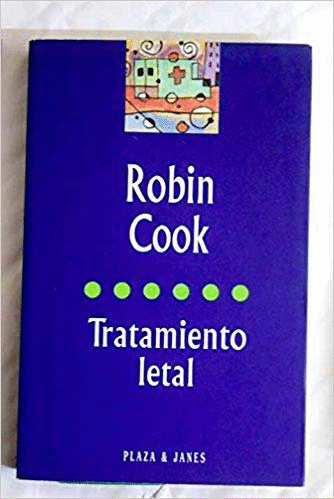 Robin
Cook
Tratamiento
letal
PLAZA & JANES